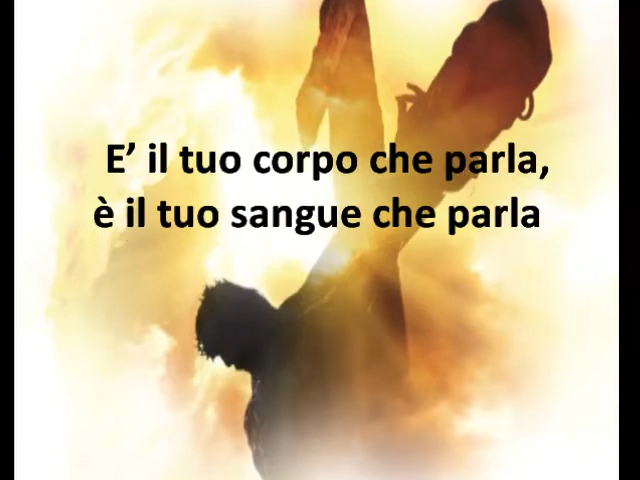 E’ il tuo corpo che parla,
è il tuo sangue che parla